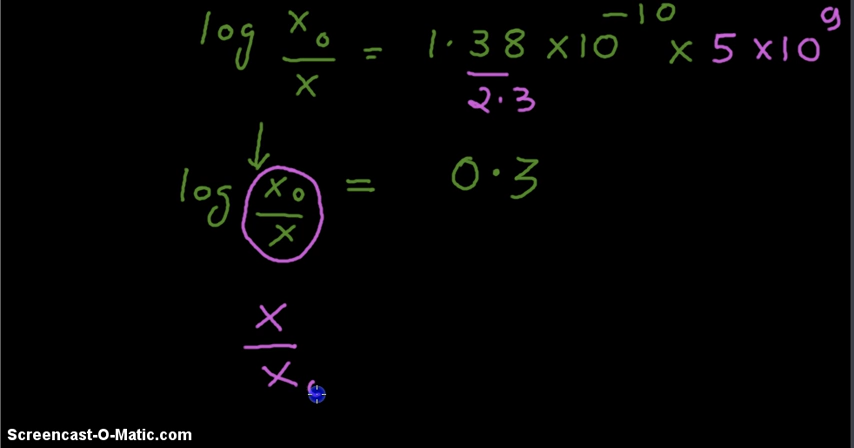 log x₀/x = 1.38/2.3 ×10⁻¹⁰ × 5 ×10⁹
log x₀/x = 0.3
x/x₀
Screencast-O-Matic.com